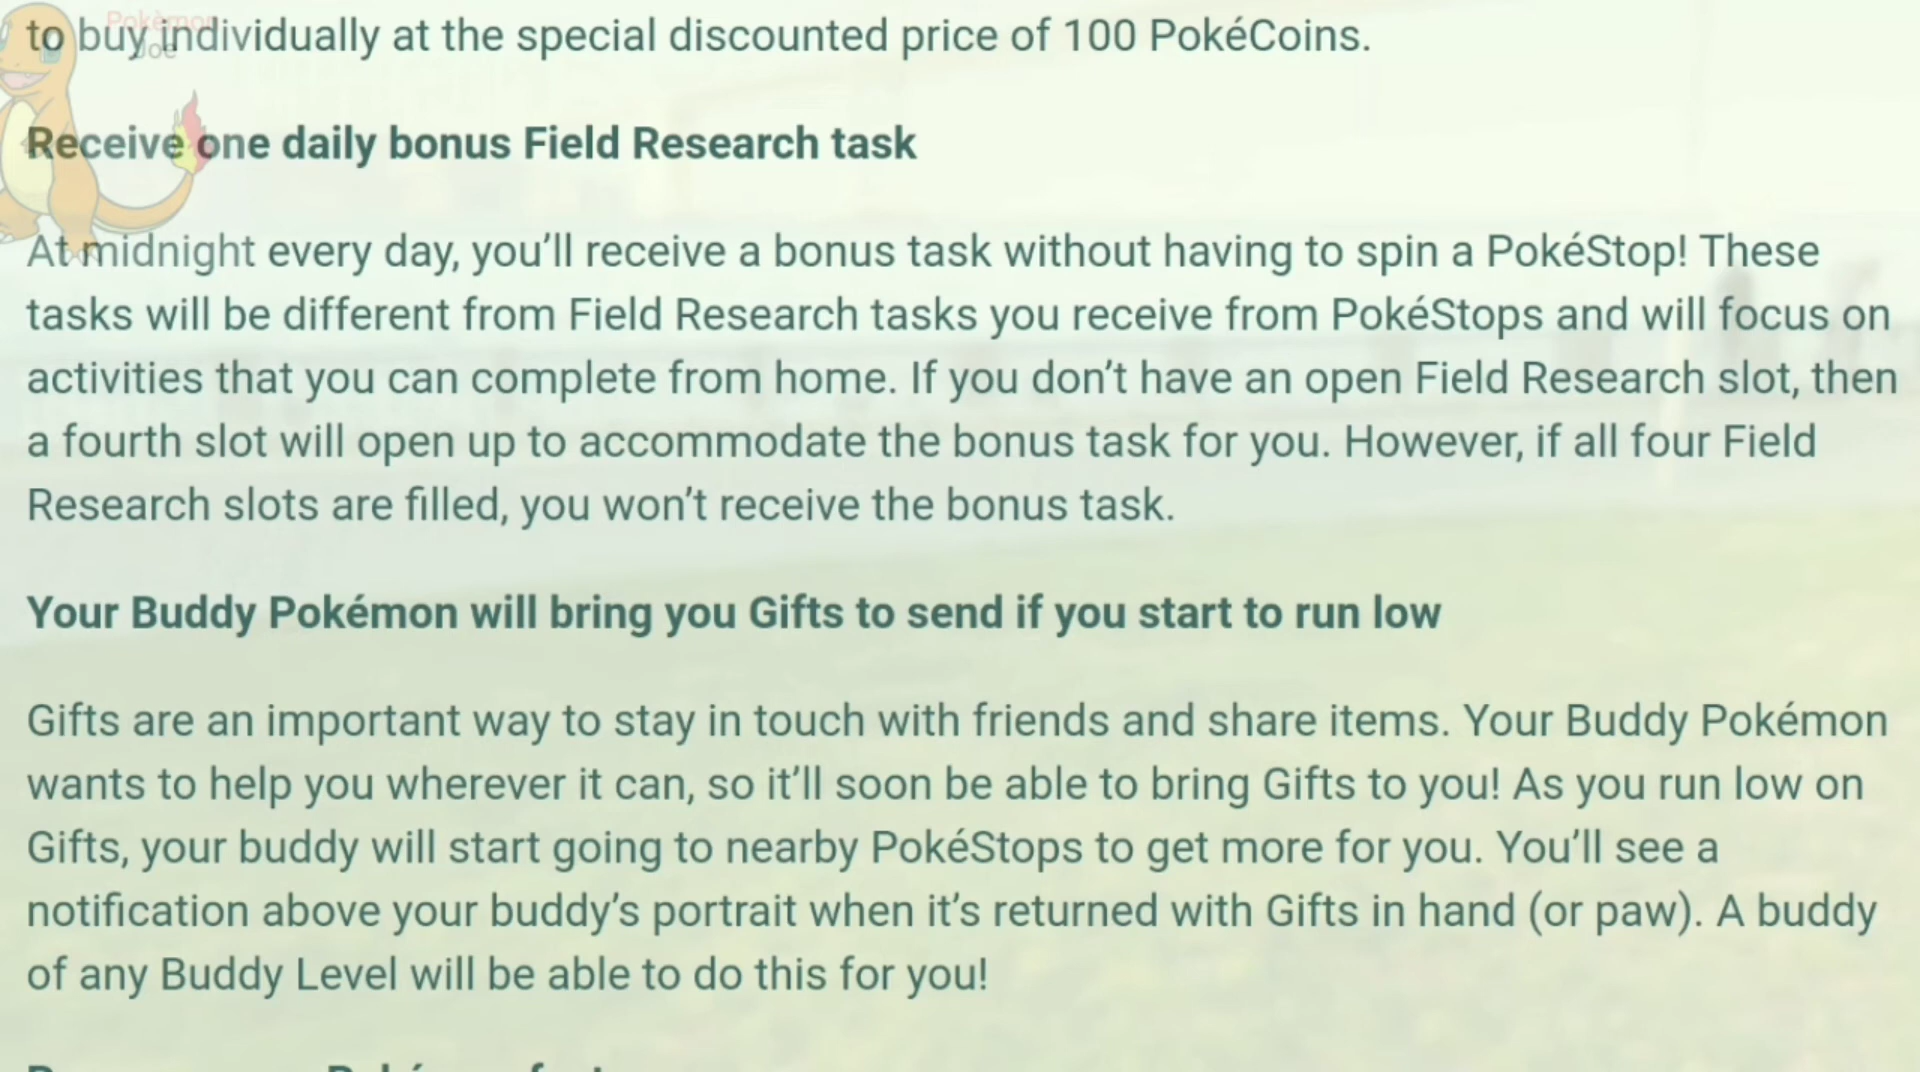 Pokèmon
Joe
to buy individually at the special discounted price of 100 PokéCoins.
Receive one daily bonus Field Research task
At midnight every day, you’ll receive a bonus task without having to spin a PokéStop! These
tasks will be different from Field Research tasks you receive from PokéStops and will focus on
activities that you can complete from home. If you don’t have an open Field Research slot, then
a fourth slot will open up to accommodate the bonus task for you. However, if all four Field
Research slots are filled, you won’t receive the bonus task.
Your Buddy Pokémon will bring you Gifts to send if you start to run low
Gifts are an important way to stay in touch with friends and share items. Your Buddy Pokémon
wants to help you wherever it can, so it’ll soon be able to bring Gifts to you! As you run low on
Gifts, your buddy will start going to nearby PokéStops to get more for you. You’ll see a
notification above your buddy’s portrait when it’s returned with Gifts in hand (or paw). A buddy
of any Buddy Level will be able to do this for you!